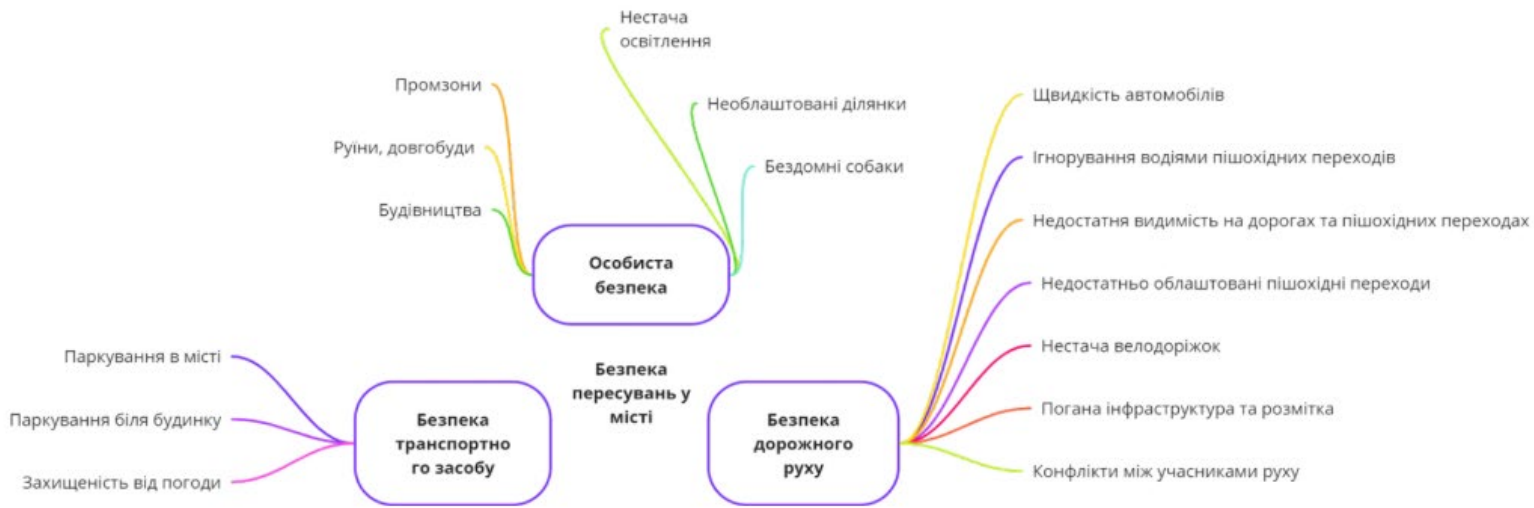 Нестача
освітлення
Промзони
Необлаштовані ділянки
Руїни, довгобуди
Бездомні собаки
Будівництва
Особиста
безпека
Щвидкість автомобілів
Ігнорування водіями пішохідних переходів
Недостатня видимість на дорогах та пішохідних переходах
Недостатньо облаштовані пішохідні переходи
Нестача велодоріжок
Погана інфраструктура та розмітка
Конфлікти між учасниками руху
Безпека
пересувань у
місті
Паркування в місті
Паркування біля будинку
Захищеність від погоди
Безпека
транспортно
го засобу
Безпека
дорожного
руху